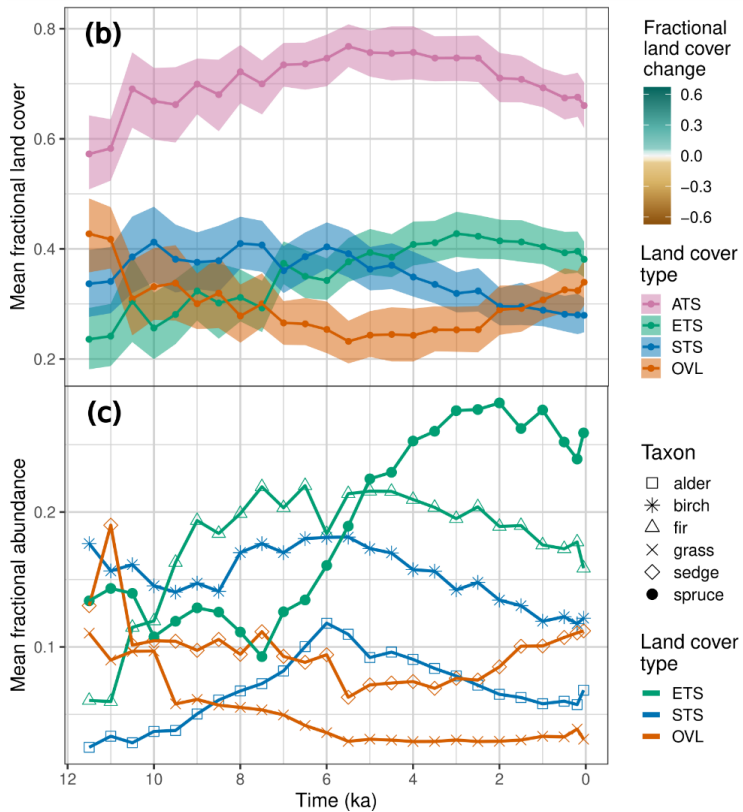 (b)
Mean fractional land cover
0.8
0.6
0.4
0.2
Fractional
land cover
change
0.6
0.3
0.0
−0.3
−0.6
Land cover
type
ATS
ETS
STS
OVL
(c)
Mean fractional abundance
0.2
0.1
12 10 8 6 4 2 0
Time (ka)
Taxon
alder
birch
fir
grass
sedge
spruce
Land cover
type
ETS
STS
OVL